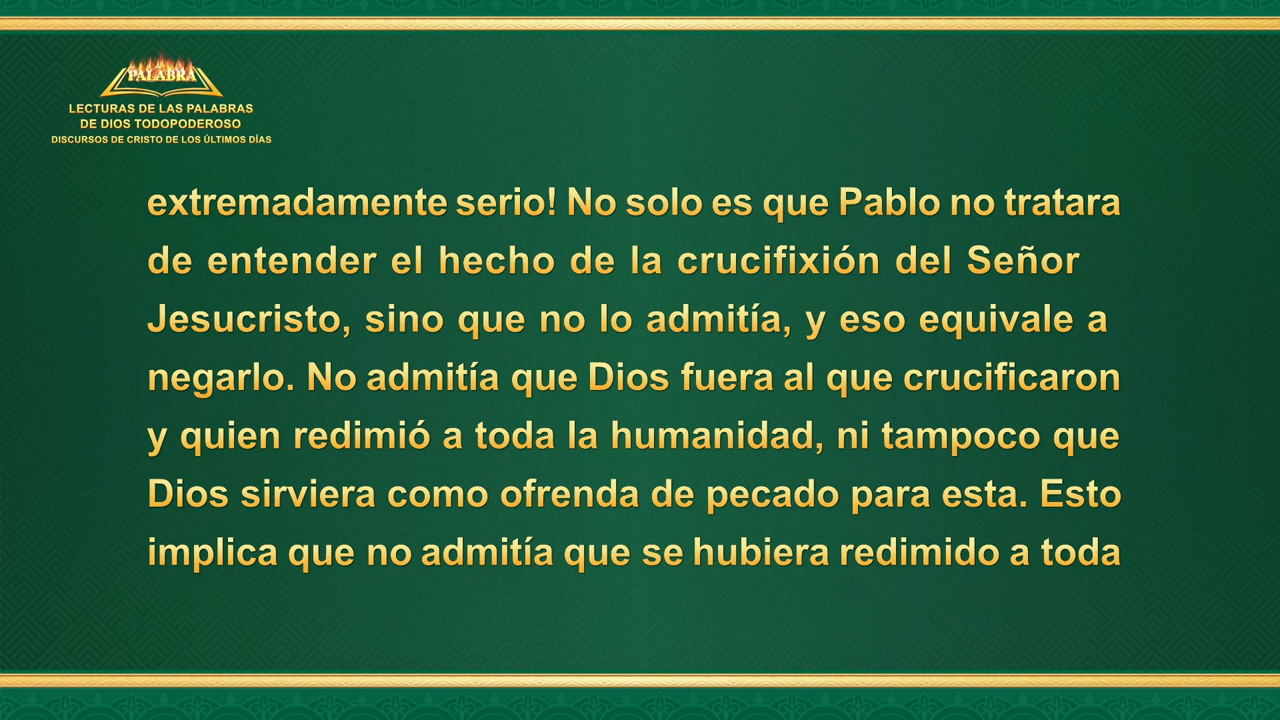 PALABRA
LECTURAS DE LAS PALABRAS
DE DIOS TODOPODEROSO
DISCURSOS DE CRISTO DE LOS ÚLTIMOS DÍAS
extremadamente serio! No solo es que Pablo no tratara
de entender el hecho de la crucifixión del Señor
Jesucristo, sino que no lo admitía, y eso equivale a
negarlo. No admitía que Dios fuera al que crucificaron
y quien redimió a toda la humanidad, ni tampoco que
Dios sirviera como ofrenda de pecado para esta. Esto
implica que no admitía que se hubiera redimido a toda